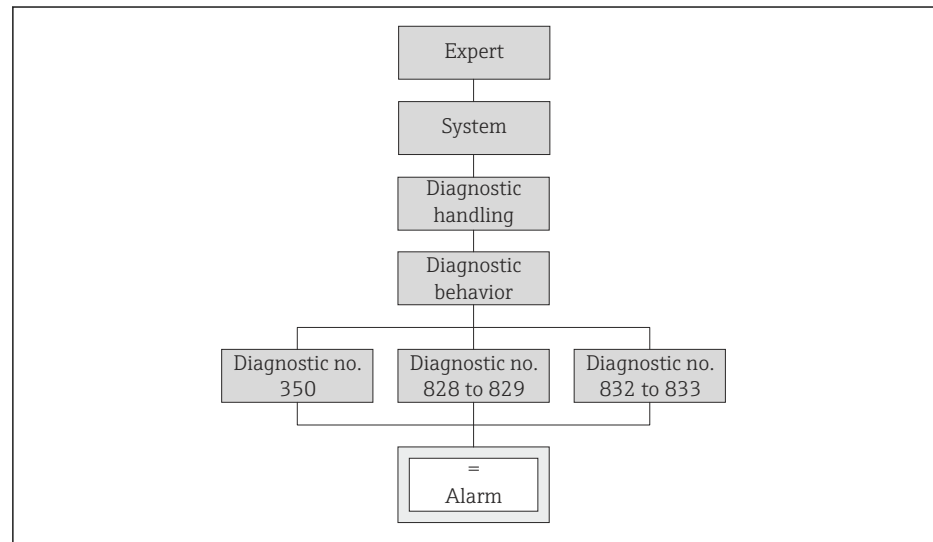 Expert
System
Diagnostic
handling
Diagnostic
behavior
Diagnostic no.
350
Diagnostic no.
828 to 829
Diagnostic no.
832 to 833
=
Alarm